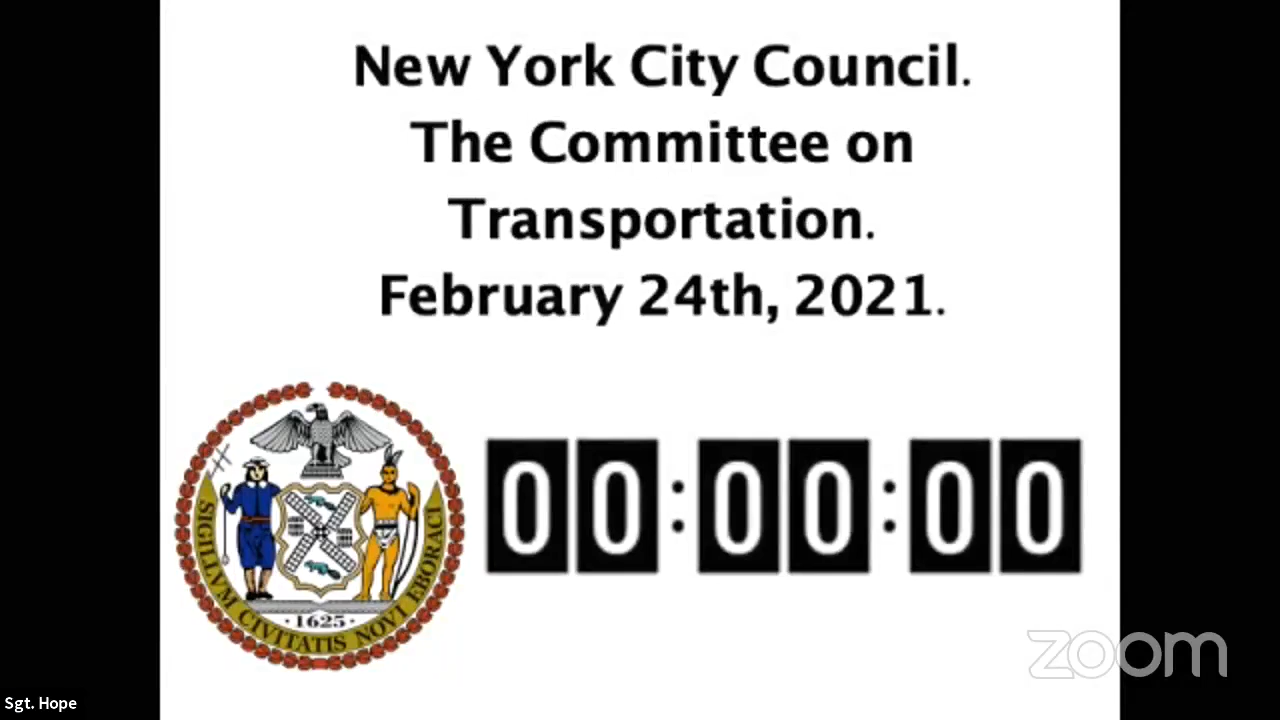 New York City Council.
The Committee on
Transportation.
February 24th, 2021.
00:00:00
SIGILLVM CIVITATIS NOVI EBORACI
·1625·
zoom
Sgt. Hope